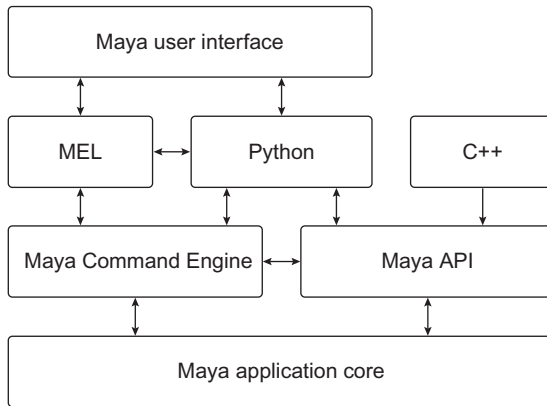 Maya user interface
MEL
Python
C++
Maya Command Engine
Maya API
Maya application core